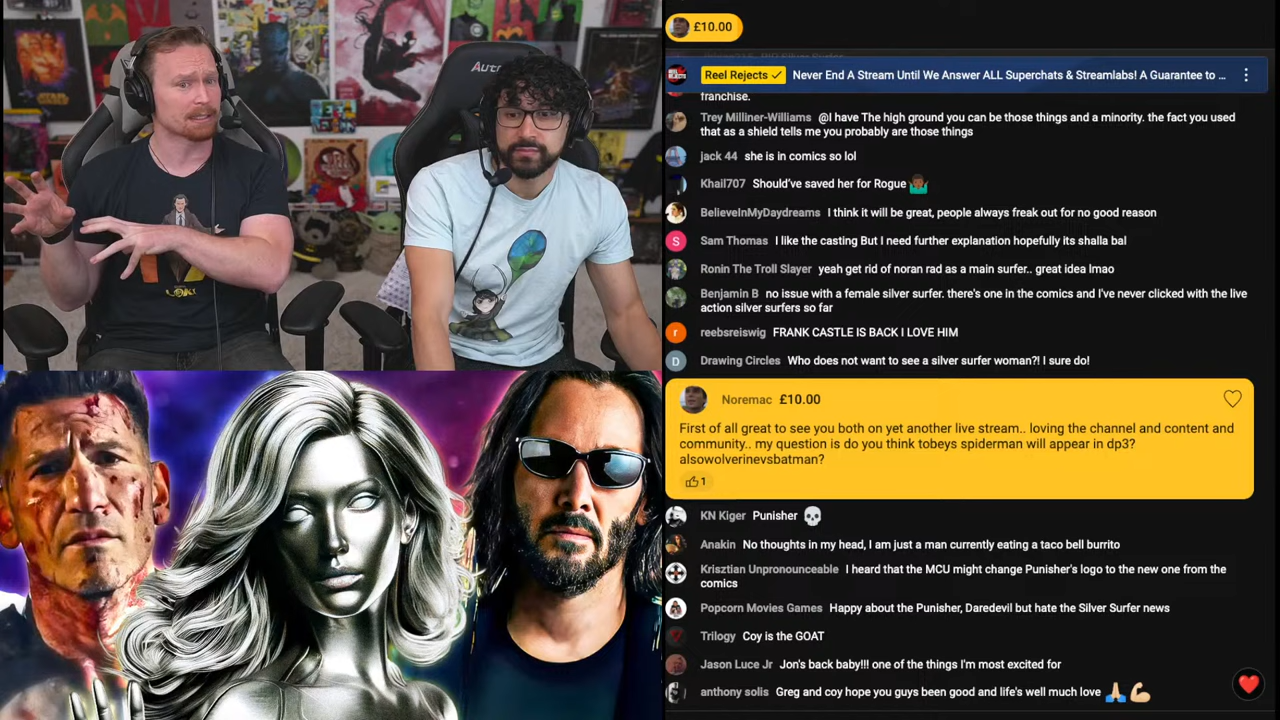 £10.00
Reel Rejects ✓ Never End A Stream Until We Answer ALL Superchats & Streamlabs! A Guarantee to ...
franchise.
Trey Milliner-Williams @I have The high ground you can be those things and a minority. the fact you used
that as a shield tells me you probably are those things
jack 44 she is in comics so lol
Khail707 Should've saved her for Rogue 🤷🏾‍♂️
BelieveInMyDaydreams I think it will be great, people always freak out for no good reason
S Sam Thomas I like the casting But I need further explanation hopefully its shalla bal
Ronin The Troll Slayer yeah get rid of noran rad as a main surfer.. great idea lmao
Benjamin B no issue with a female silver surfer. there's one in the comics and I've never clicked with the live
action silver surfers so far
r reebsreiswig FRANK CASTLE IS BACK I LOVE HIM
D Drawing Circles Who does not want to see a silver surfer woman?! I sure do!
Noremac £10.00
First of all great to see you both on yet another live stream.. loving the channel and content and
community.. my question is do you think tobeys spiderman will appear in dp3?
alsowolverinevsbatman?
1
KN Kiger Punisher 💀
Anakin No thoughts in my head, I am just a man currently eating a taco bell burrito
Krisztian Unpronounceable I heard that the MCU might change Punisher's logo to the new one from the
comics
Popcorn Movies Games Happy about the Punisher, Daredevil but hate the Silver Surfer news
Trilogy Coy is the GOAT
Jason Luce Jr Jon's back baby!!! one of the things I'm most excited for
anthony solis Greg and coy hope you guys been good and life's well much love 🙏🏼 💪🏼
LOKI